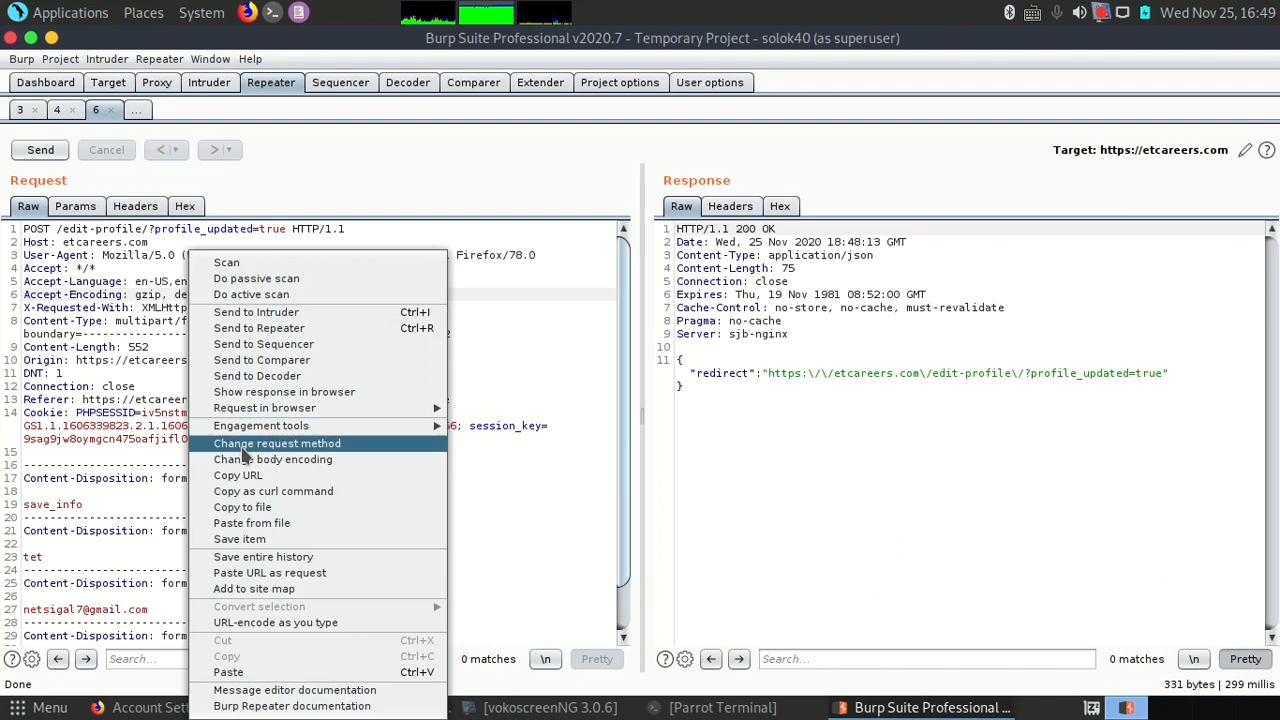 Applications Places System Wed Nov 25, 16:49
Burp Suite Professional v2020.7 - Temporary Project - solok40 (as superuser)
Burp Project Intruder Repeater Window Help
Dashboard Target Proxy Intruder Repeater Sequencer Decoder Comparer Extender Project options User options
3 × 4 × 6 × ...
Send Cancel < > Target: https://etcareers.com
Request
Raw Params Headers Hex
1 POST /edit-profile/?profile_updated=true HTTP/1.1
2 Host: etcareers.com
3 User-Agent: Mozilla/5.0 Firefox/78.0
4 Accept: */*
5 Accept-Language: en-US,en
6 Accept-Encoding: gzip, de
7 X-Requested-With: XMLHttp
8 Content-Type: multipart/f
boundary=
9 Content-Length: 552
10 Origin: https://etcareers
11 DNT: 1
12 Connection: close
13 Referer: https://etcareers
14 Cookie: PHPSESSID=iv5nstm
GS1.1.1606339823.2.1.1606 ; session_key=
9sag9jw8oymgcn475oafjifl0
15
16
17 Content-Disposition: form
18
19 save_info
20
21 Content-Disposition: form
22
23 tet
24
25 Content-Disposition: form
26
27 netsigal7@gmail.com
28
29 Content-Disposition: form
Scan
Do passive scan
Do active scan
Send to Intruder Ctrl+I
Send to Repeater Ctrl+R
Send to Sequencer
Send to Comparer
Send to Decoder
Show response in browser
Request in browser
Engagement tools
Change request method
Change body encoding
Copy URL
Copy as curl command
Copy to file
Paste from file
Save item
Save entire history
Paste URL as request
Add to site map
Convert selection
URL-encode as you type
Cut Ctrl+X
Copy Ctrl+C
Paste Ctrl+V
Message editor documentation
Burp Repeater documentation
Response
Raw Headers Hex
1 HTTP/1.1 200 OK
2 Date: Wed, 25 Nov 2020 18:48:13 GMT
3 Content-Type: application/json
4 Content-Length: 75
5 Connection: close
6 Expires: Thu, 19 Nov 1981 08:52:00 GMT
7 Cache-Control: no-store, no-cache, must-revalidate
8 Pragma: no-cache
9 Server: sjb-nginx
10
11 {
"redirect":"https:\/\/etcareers.com\/edit-profile\/?profile_updated=true"
}
Search... 0 matches \n Pretty
Search... 0 matches \n Pretty
Done 331 bytes | 299 millis
Menu Account Sett [vokoscreenNG 3.0.6] [Parrot Terminal] Burp Suite Professional ...